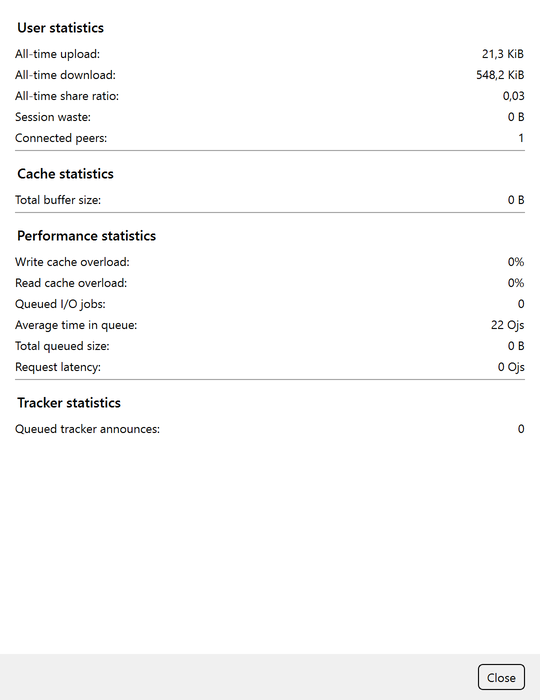 User statistics
All-time upload: 21,3 KiB
All-time download: 548,2 KiB
All-time share ratio: 0,03
Session waste: 0 B
Connected peers: 1
Cache statistics
Total buffer size: 0 B
Performance statistics
Write cache overload: 0%
Read cache overload: 0%
Queued I/O jobs: 0
Average time in queue: 22 Ojs
Total queued size: 0 B
Request latency: 0 Ojs
Tracker statistics
Queued tracker announces: 0
Close